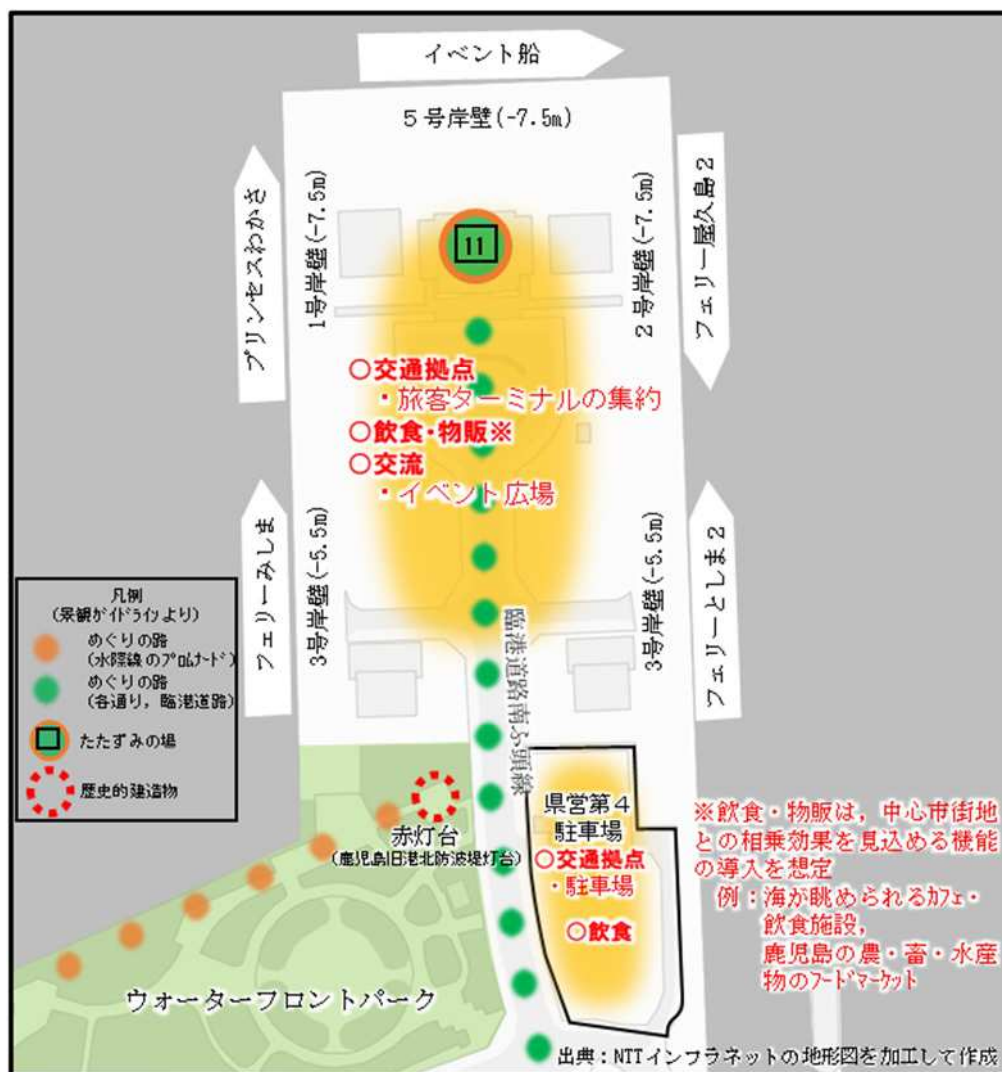 イベント船
5号岸壁(-7.5m)
プリンセスわかさ
1号岸壁(-7.5m)
2号岸壁(-7.5m)
フェリー屋久島2
11
○交通拠点
・旅客ターミナルの集約
○飲食・物販※
○交流
・イベント広場
フェリーみしま
3号岸壁(-5.5m)
3号岸壁(-5.5m)
フェリーとしま2
臨港道路南ふ頭線
凡例
(景観ガイドラインより)
めぐりの路
(水際線のプロムナード)
めぐりの路
(各通り，臨港道路)
たたずみの場
歴史的建造物
赤灯台
(鹿児島旧港北防波堤灯台)
ウォーターフロントパーク
県営第4
駐車場
○交通拠点
・駐車場
○飲食
※飲食・物販は，中心市街地
との相乗効果を見込める機能
の導入を想定
例：海が眺められるカフェ・
飲食施設，
鹿児島の農・畜・水産
物のフードマーケット
出典：NTTインフラネットの地形図を加工して作成